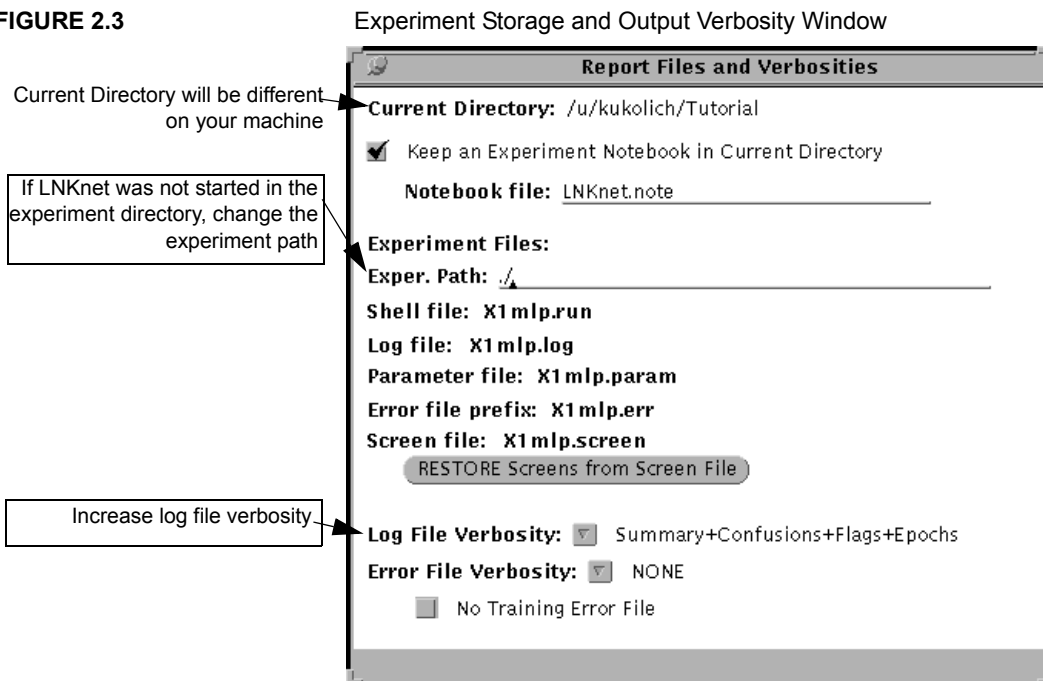 FIGURE 2.3 Experiment Storage and Output Verbosity Window
Report Files and Verbosities
Current Directory will be different
on your machine
Current Directory: /u/kukolich/Tutorial
Keep an Experiment Notebook in Current Directory
Notebook file: LNKnet.note
If LNKnet was not started in the
experiment directory, change the
experiment path
Experiment Files:
Exper. Path: ./
Shell file: X1mlp.run
Log file: X1mlp.log
Parameter file: X1mlp.param
Error file prefix: X1mlp.err
Screen file: X1mlp.screen
RESTORE Screens from Screen File
Increase log file verbosity
Log File Verbosity: Summary+Confusions+Flags+Epochs
Error File Verbosity: NONE
No Training Error File